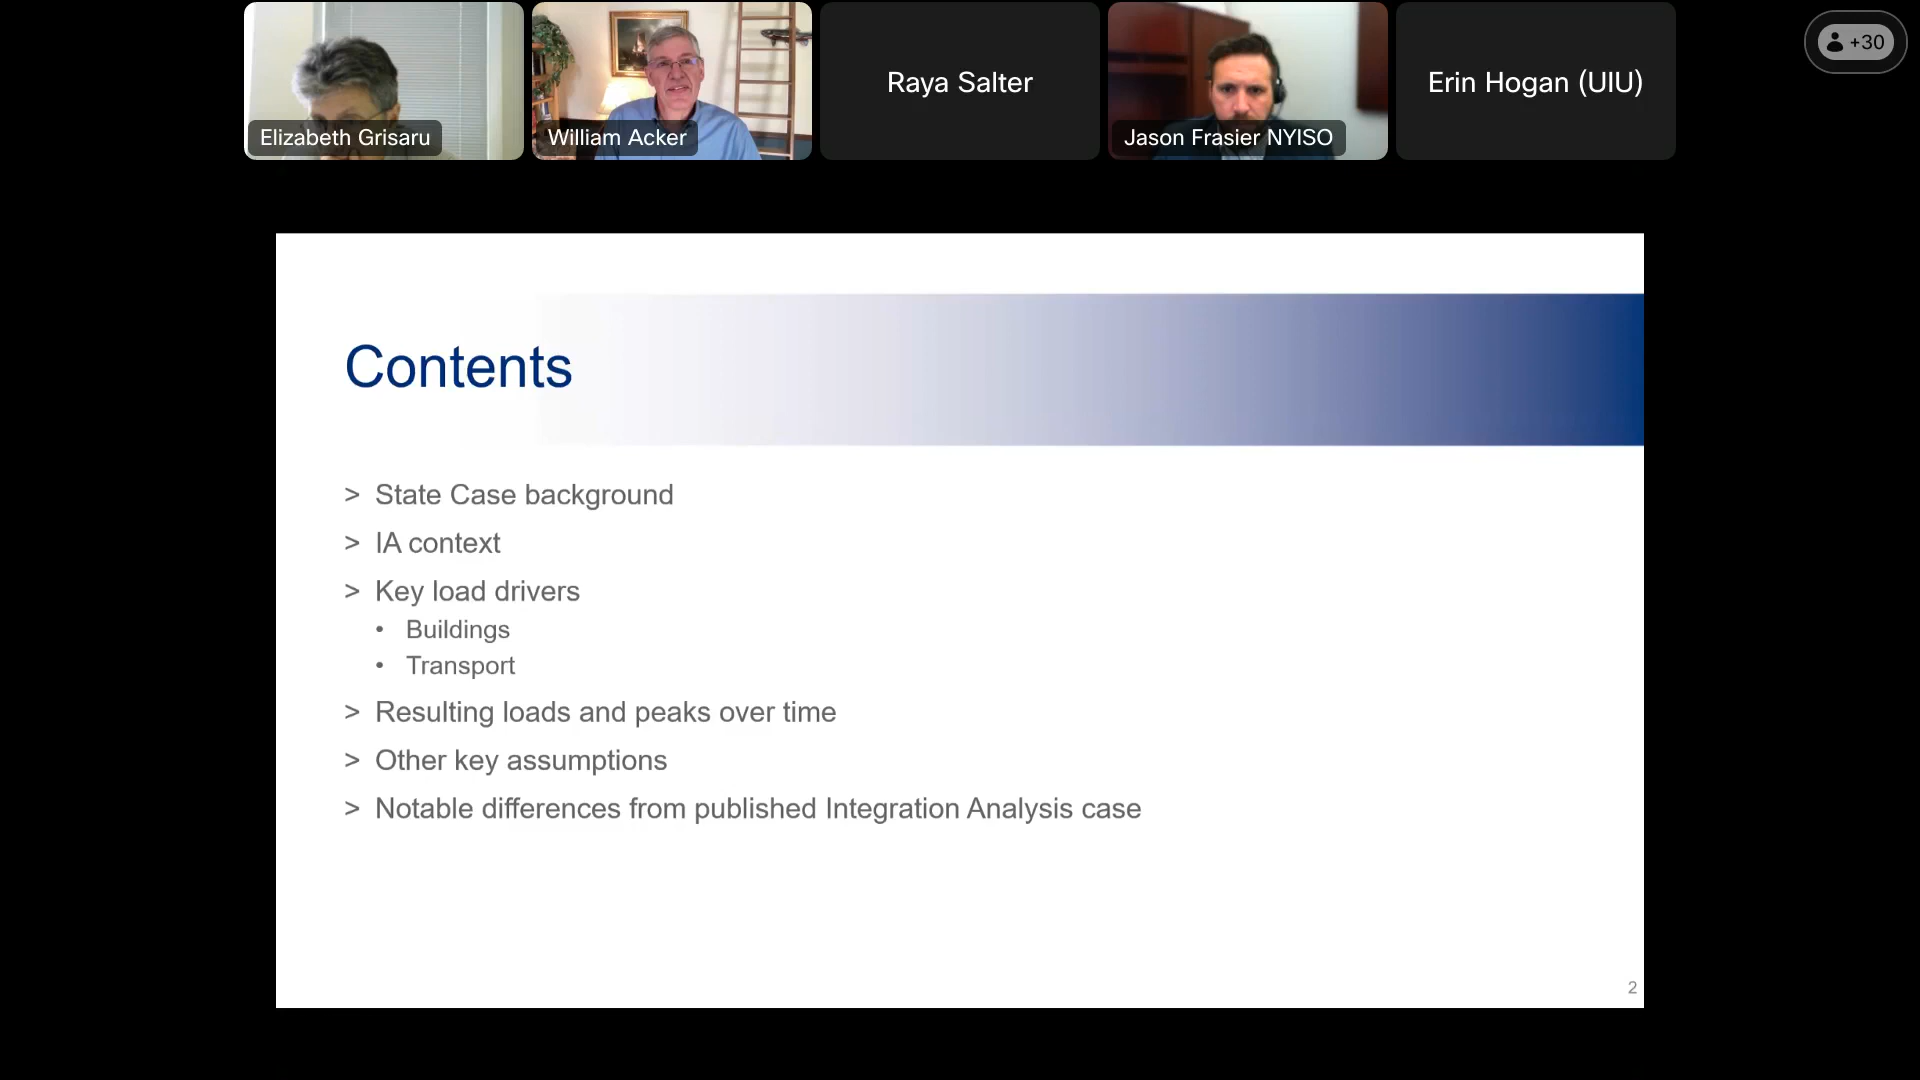 Elizabeth Grisaru
William Acker
Raya Salter
Jason Frasier NYISO
Erin Hogan (UIU)
+30
Contents
> State Case background
> IA context
> Key load drivers
• Buildings
• Transport
> Resulting loads and peaks over time
> Other key assumptions
> Notable differences from published Integration Analysis case
2